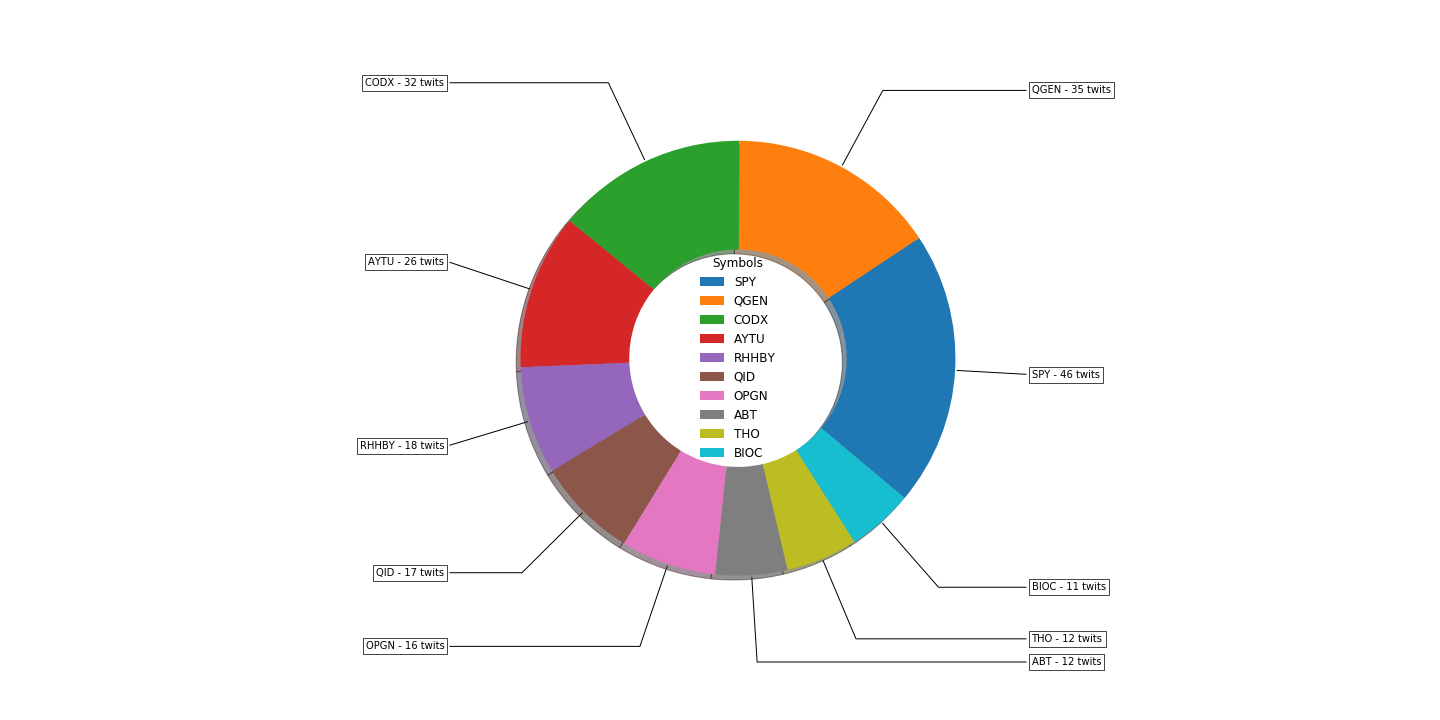 CODX - 32 twits
QGEN - 35 twits
AYTU - 26 twits
Symbols
SPY
QGEN
CODX
AYTU
RHHBY
QID
OPGN
ABT
THO
BIOC
SPY - 46 twits
RHHBY - 18 twits
QID - 17 twits
BIOC - 11 twits
OPGN - 16 twits
THO - 12 twits
ABT - 12 twits